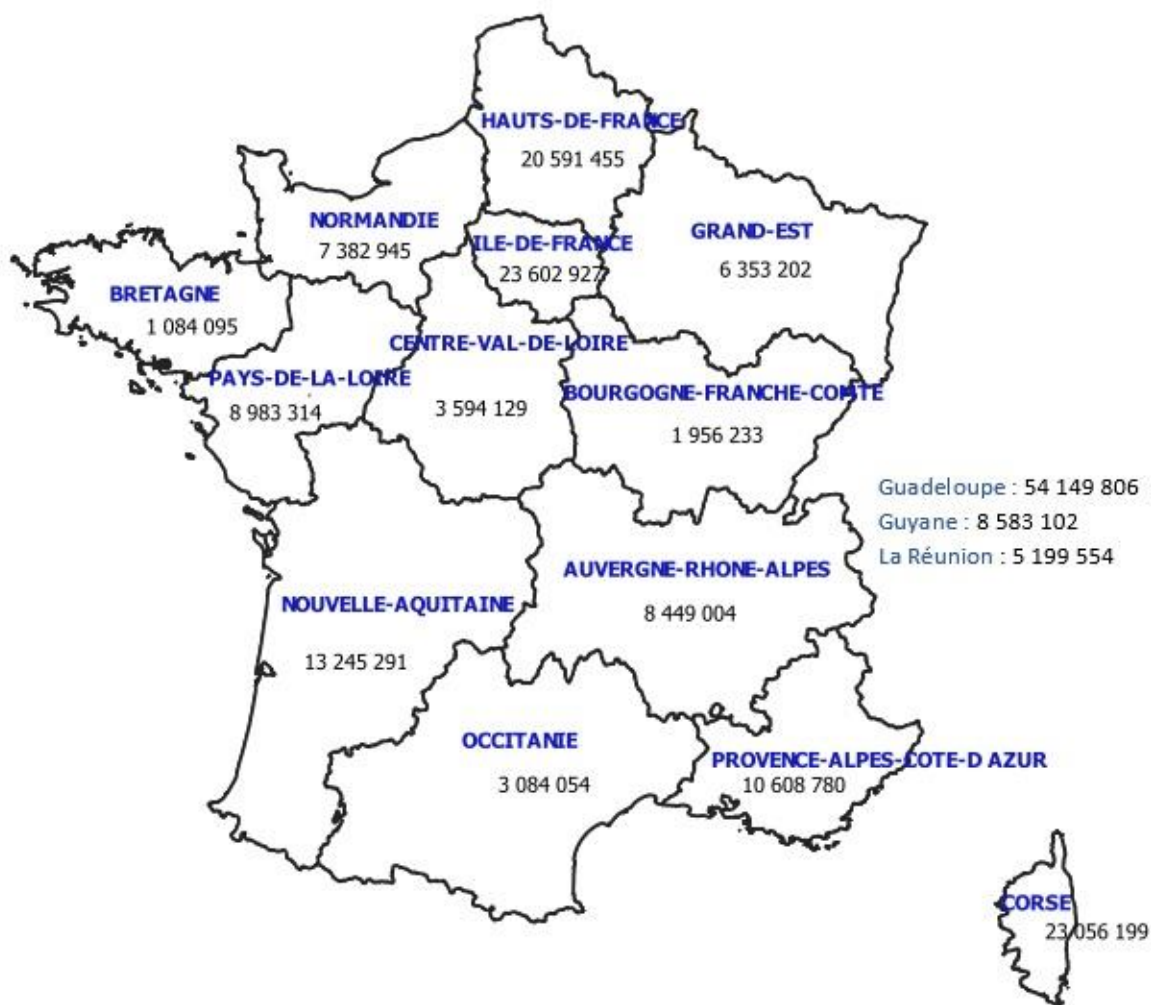 HAUTS-DE-FRANCE
20 591 455
NORMANDIE
7 382 945
ILE-DE-FRANCE
23 602 927
GRAND-EST
6 353 202
BRETAGNE
1 084 095
CENTRE-VAL-DE-LOIRE
3 594 129
PAYS-DE-LA-LOIRE
8 983 314
BOURGOGNE-FRANCHE-COMTE
1 956 233
Guadeloupe : 54 149 806
Guyane : 8 583 102
La Réunion : 5 199 554
AUVERGNE-RHONE-ALPES
8 449 004
NOUVELLE-AQUITAINE
13 245 291
OCCITANIE
3 084 054
PROVENCE-ALPES-COTE-D AZUR
10 608 780
CORSE
23 056 199